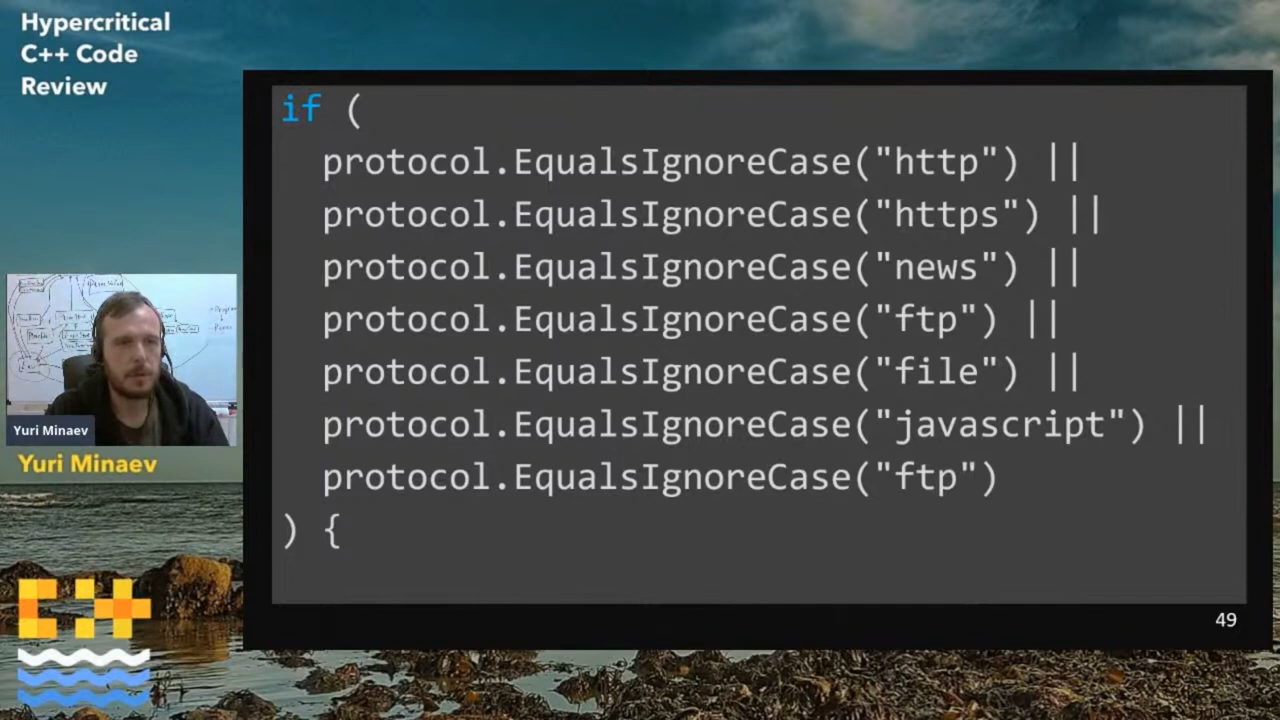 Hypercritical
C++ Code
Review
if (
  protocol.EqualsIgnoreCase("http") ||
  protocol.EqualsIgnoreCase("https") ||
  protocol.EqualsIgnoreCase("news") ||
  protocol.EqualsIgnoreCase("ftp") ||
  protocol.EqualsIgnoreCase("file") ||
  protocol.EqualsIgnoreCase("javascript") ||
  protocol.EqualsIgnoreCase("ftp")
) {
Yuri Minaev
Yuri Minaev
C++
49